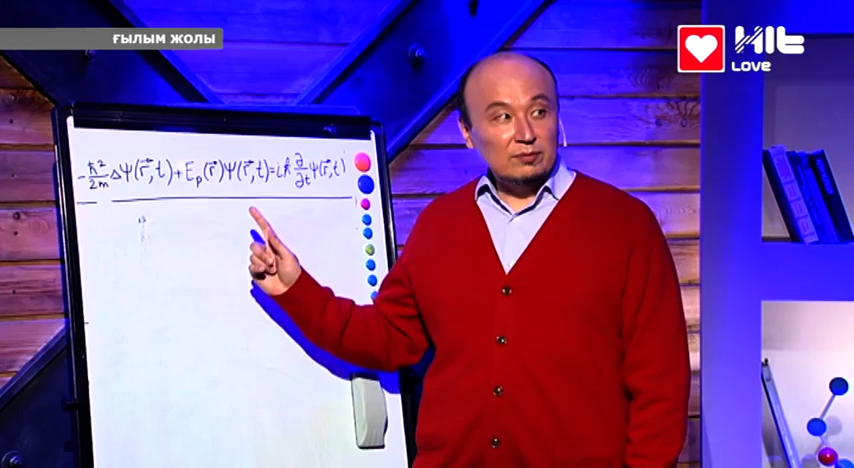 ҒЫЛЫМ ЖОЛЫ
Hit
LOVE
-ℏ²/2m ΔΨ(r⃗,t)+Eₚ(r⃗)Ψ(r⃗,t)=iℏ ∂/∂t Ψ(r⃗,t)